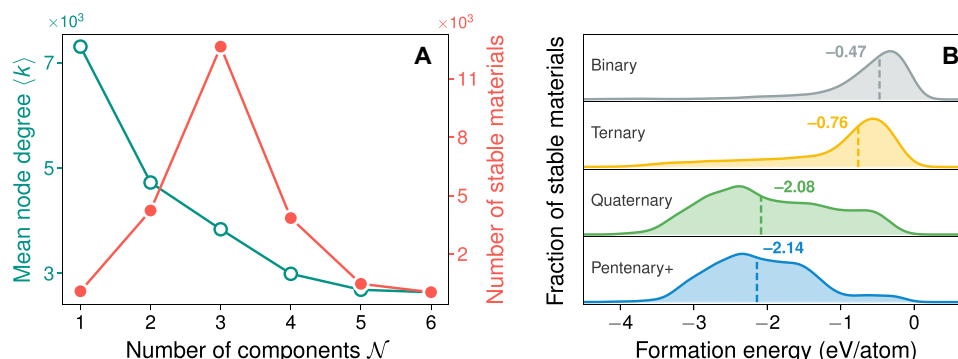 ×10³
×10³
A
7
5
3
Mean node degree ⟨k⟩
11
8
5
2
Number of stable materials
1 2 3 4 5 6
Number of components 𝒩
B
Fraction of stable materials
Binary
−0.47
Ternary
−0.76
Quaternary
−2.08
Pentenary+
−2.14
−4 −3 −2 −1 0
Formation energy (eV/atom)